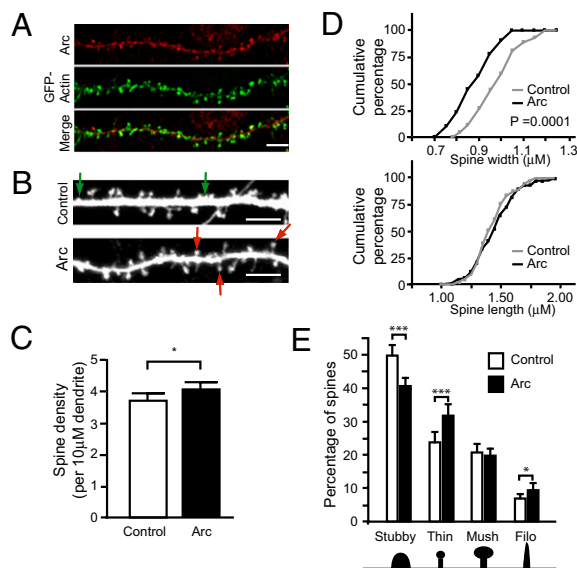 A
Arc
GFP-
Actin
Merge
B
Control
Arc
C
Spine density
(per 10μM dendrite)
5
4
3
2
1
0
*
Control
Arc
D
Cumulative
percentage
100
75
50
25
0
Control
Arc
P =0.0001
0.7
0.9
1.1
1.3
Spine width (μM)
Cumulative
percentage
100
75
50
25
0
Control
Arc
1.00
1.25
1.50
1.75
2.00
Spine length (μM)
E
Percentage of spines
50
40
30
20
10
0
***
***
*
Control
Arc
Stubby
Thin
Mush
Filo